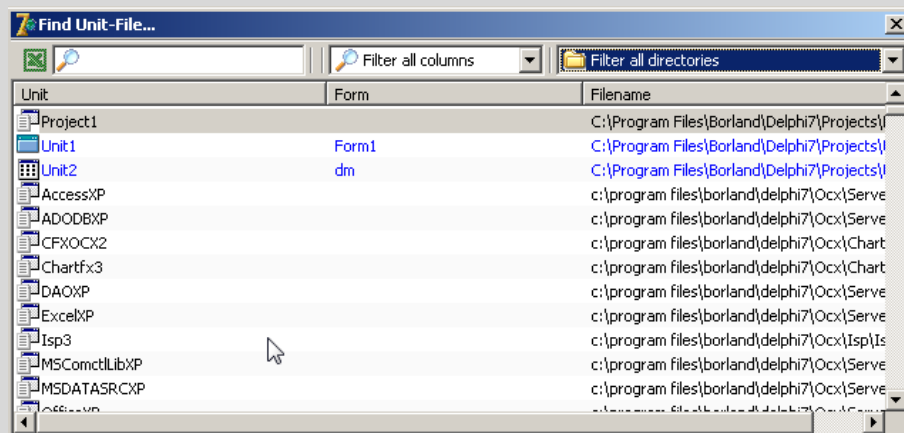 Find Unit-File...
Filter all columns Filter all directories
Unit Form Filename
Project1 C:\Program Files\Borland\Delphi7\Projects\
Unit1 Form1 C:\Program Files\Borland\Delphi7\Projects\
Unit2 dm C:\Program Files\Borland\Delphi7\Projects\
AccessXP c:\program files\borland\delphi7\Ocx\Serve
ADODBXP c:\program files\borland\delphi7\Ocx\Serve
CFXOCX2 c:\program files\borland\delphi7\Ocx\Chart
Chartfx3 c:\program files\borland\delphi7\Ocx\Chart
DAOXP c:\program files\borland\delphi7\Ocx\Serve
ExcelXP c:\program files\borland\delphi7\Ocx\Serve
Isp3 c:\program files\borland\delphi7\Ocx\Isp\Is
MSComctlLibXP c:\program files\borland\delphi7\Ocx\Serve
MSDATASRCXP c:\program files\borland\delphi7\Ocx\Serve